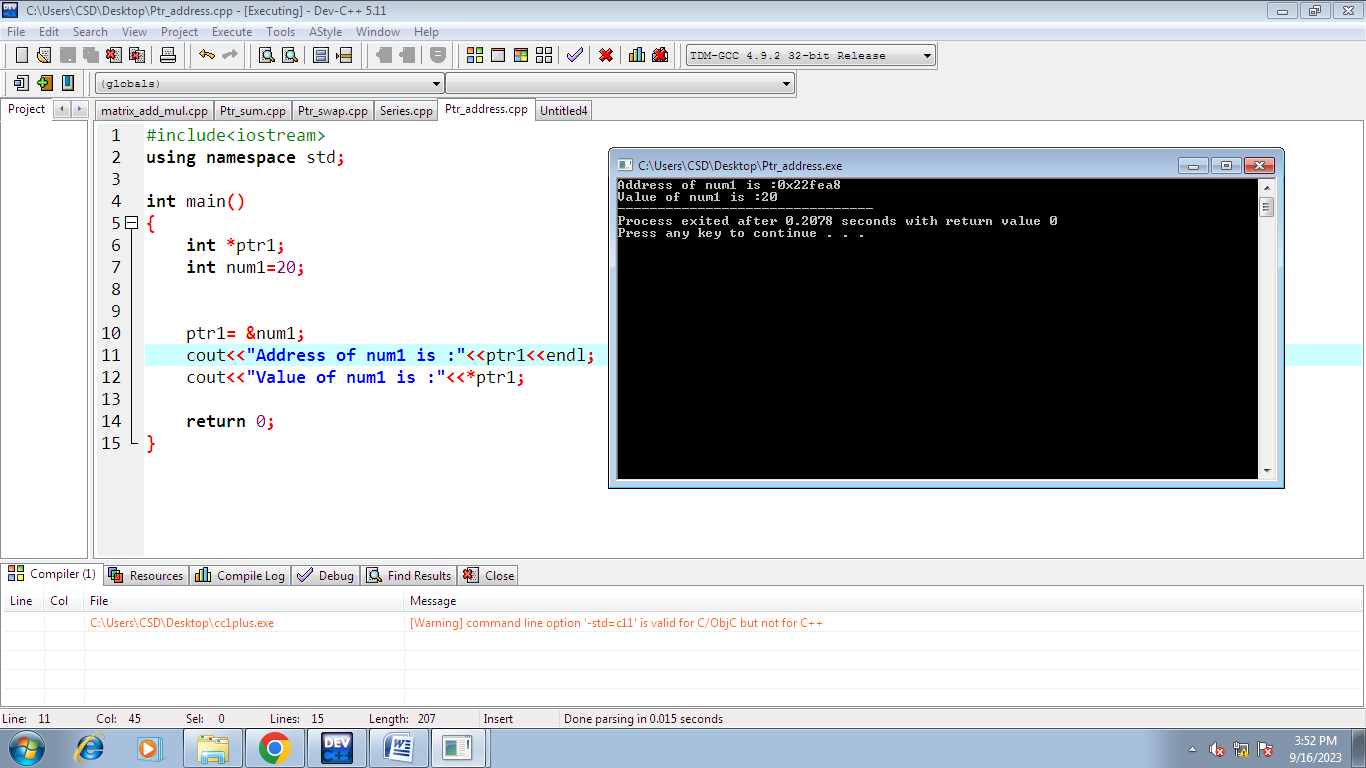 C:\Users\CSD\Desktop\Ptr_address.cpp - [Executing] - Dev-C++ 5.11
File Edit Search View Project Execute Tools AStyle Window Help
TDM-GCC 4.9.2 32-bit Release
(globals)
Project
matrix_add_mul.cpp Ptr_sum.cpp Ptr_swap.cpp Series.cpp Ptr_address.cpp Untitled4
1 #include<iostream>
2 using namespace std;
3
4 int main()
5 {
6 int *ptr1;
7 int num1=20;
8
9
10 ptr1= &num1;
11 cout<<"Address of num1 is :"<<ptr1<<endl;
12 cout<<"Value of num1 is :"<<*ptr1;
13
14 return 0;
15 }
C:\Users\CSD\Desktop\Ptr_address.exe
Address of num1 is :0x22fea8
Value of num1 is :20
--------------------------------
Process exited after 0.2078 seconds with return value 0
Press any key to continue . . .
Compiler (1) Resources Compile Log Debug Find Results Close
Line Col File Message
C:\Users\CSD\Desktop\cc1plus.exe [Warning] command line option '-std=c11' is valid for C/ObjC but not for C++
Line: 11 Col: 45 Sel: 0 Lines: 15 Length: 207 Insert Done parsing in 0.015 seconds
DEV C++
3:52 PM
9/16/2023